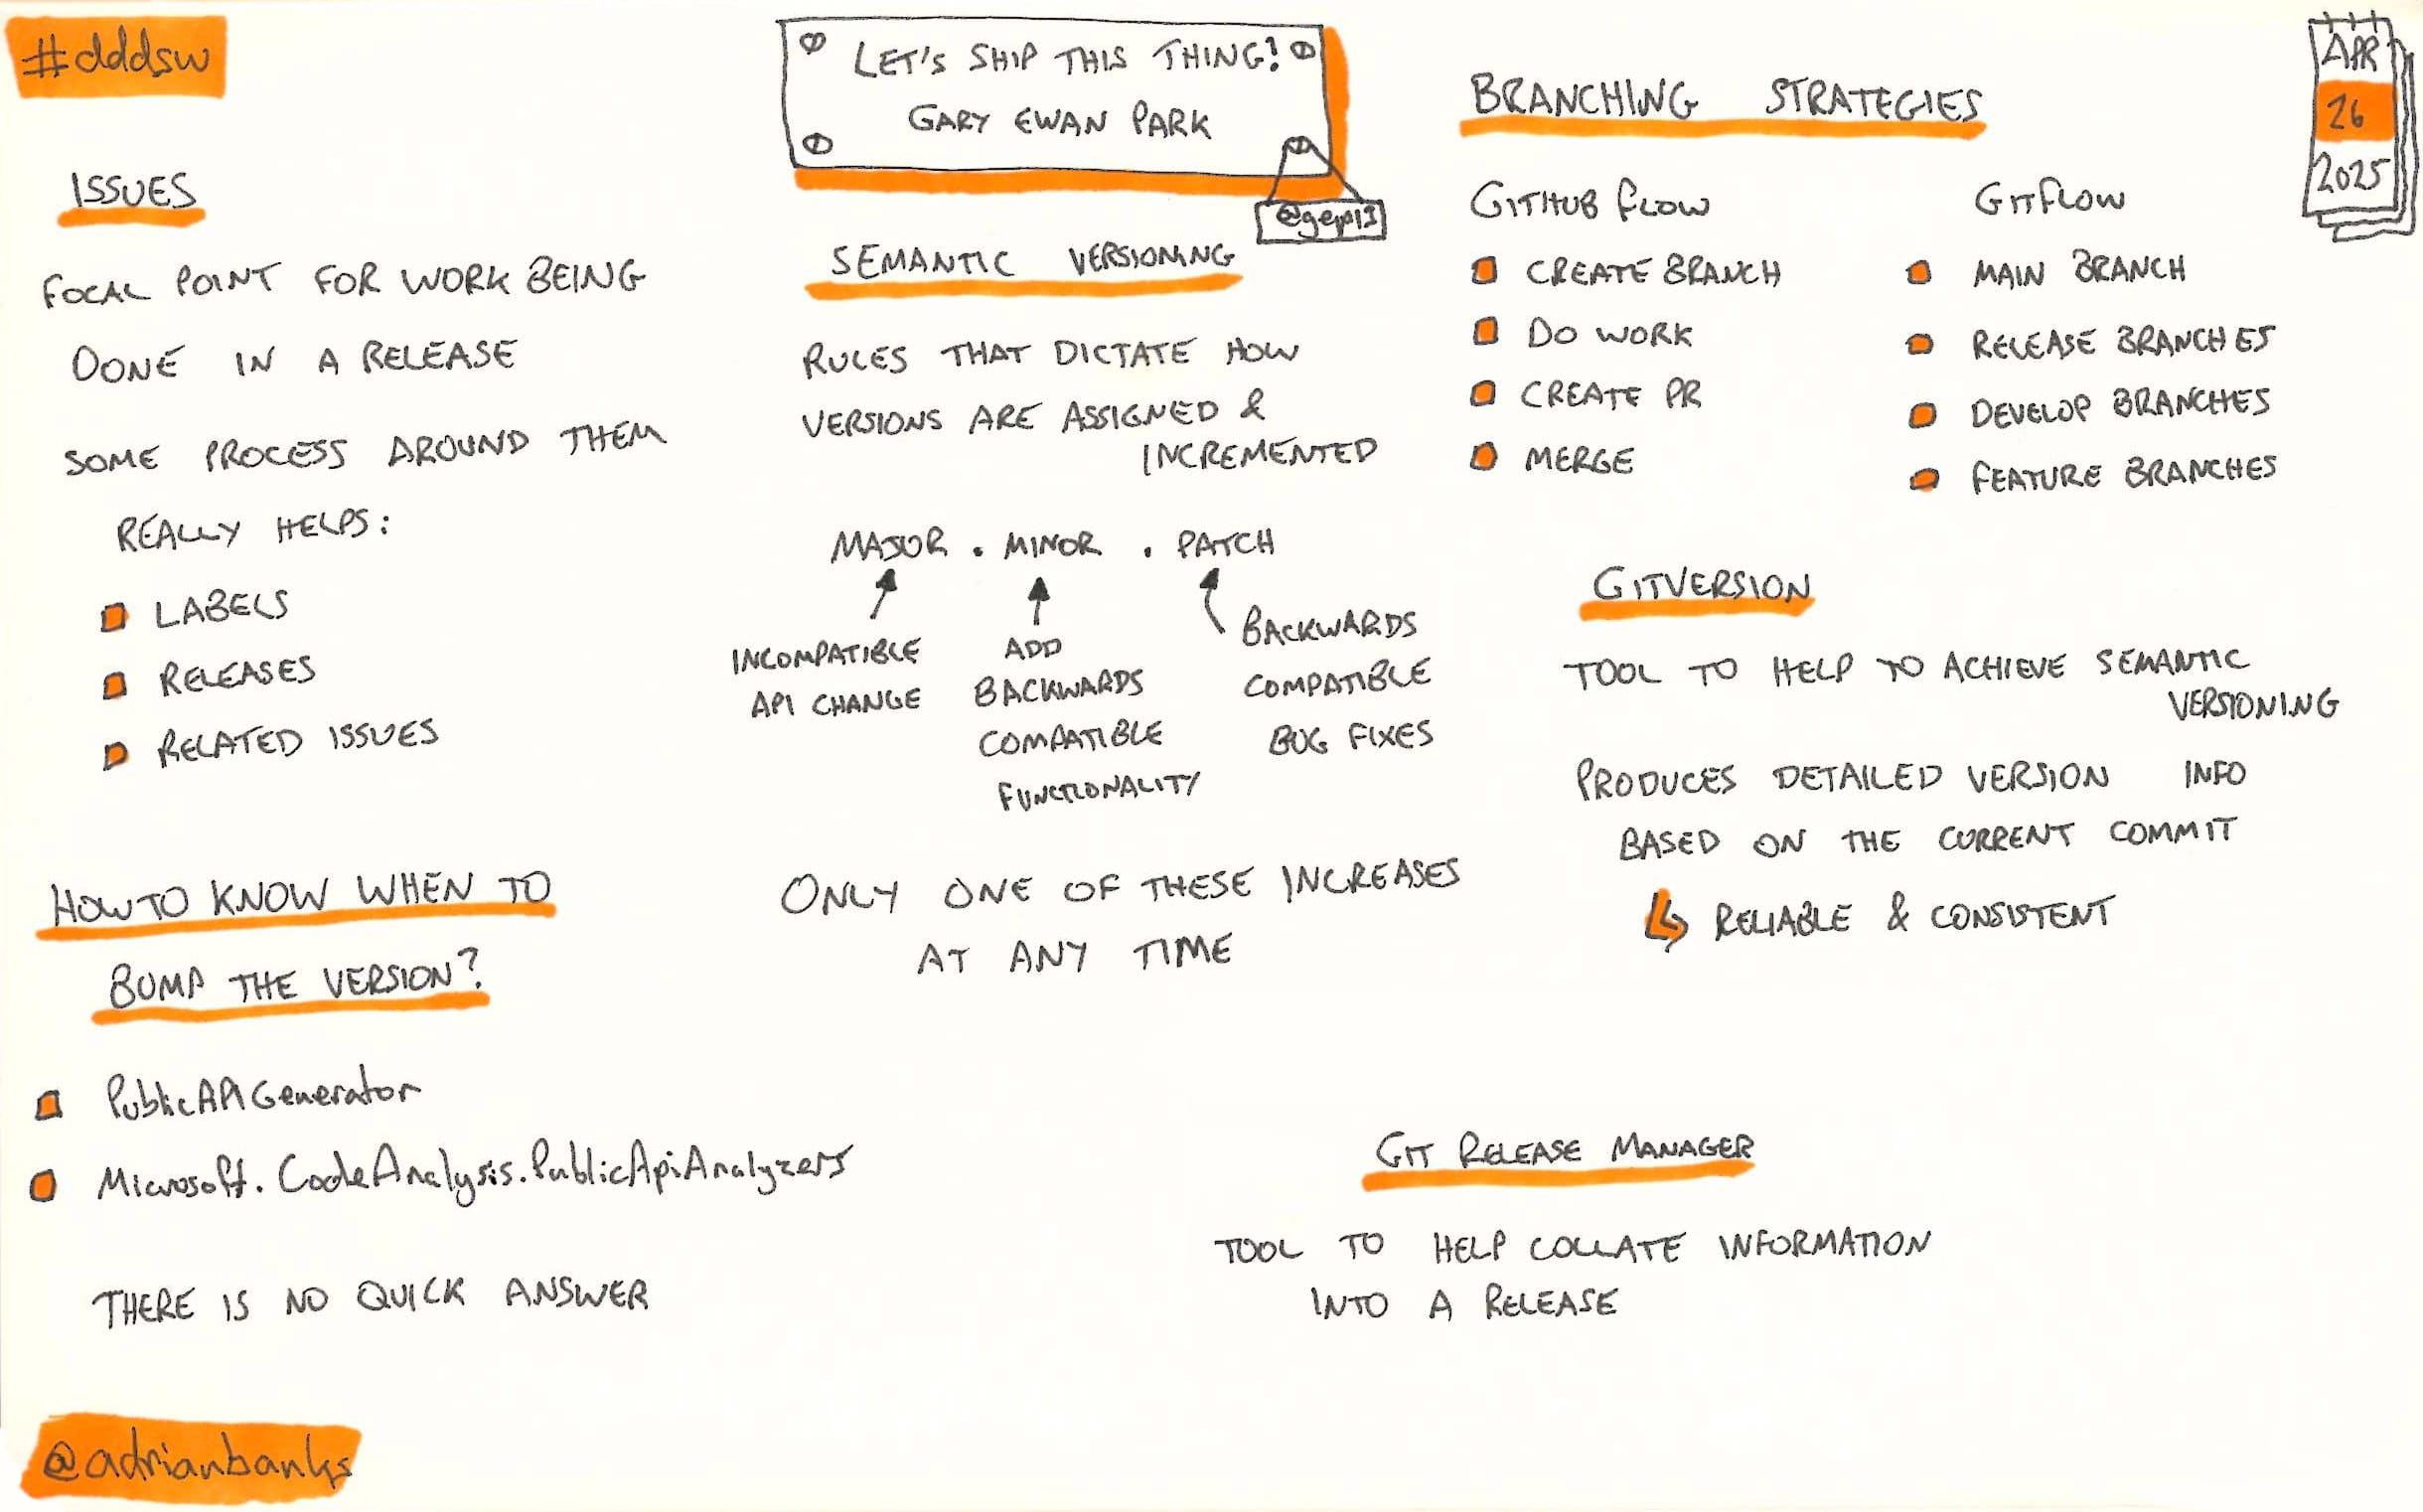 #dddsw
LET'S SHIP THIS THING!
GARY EWAN PARK
@gep13
APR
26
2025
ISSUES
FOCAL POINT FOR WORK BEING
DONE IN A RELEASE
SOME PROCESS AROUND THEM
REALLY HELPS:
LABELS
RELEASES
RELATED ISSUES
HOW TO KNOW WHEN TO
BUMP THE VERSION?
PublicAPIGenerator
Microsoft.CodeAnalysis.PublicApiAnalyzers
THERE IS NO QUICK ANSWER
SEMANTIC VERSIONING
RULES THAT DICTATE HOW
VERSIONS ARE ASSIGNED &
INCREMENTED
MAJOR . MINOR . PATCH
INCOMPATIBLE
API CHANGE
ADD
BACKWARDS
COMPATIBLE
FUNCTIONALITY
BACKWARDS
COMPATIBLE
BUG FIXES
ONLY ONE OF THESE INCREASES
AT ANY TIME
BRANCHING STRATEGIES
GITHUB FLOW
CREATE BRANCH
DO WORK
CREATE PR
MERGE
GITFLOW
MAIN BRANCH
RELEASE BRANCHES
DEVELOP BRANCHES
FEATURE BRANCHES
GITVERSION
TOOL TO HELP TO ACHIEVE SEMANTIC
VERSIONING
PRODUCES DETAILED VERSION INFO
BASED ON THE CURRENT COMMIT
RELIABLE & CONSISTENT
GIT RELEASE MANAGER
TOOL TO HELP COLLATE INFORMATION
INTO A RELEASE
@adrianbanks